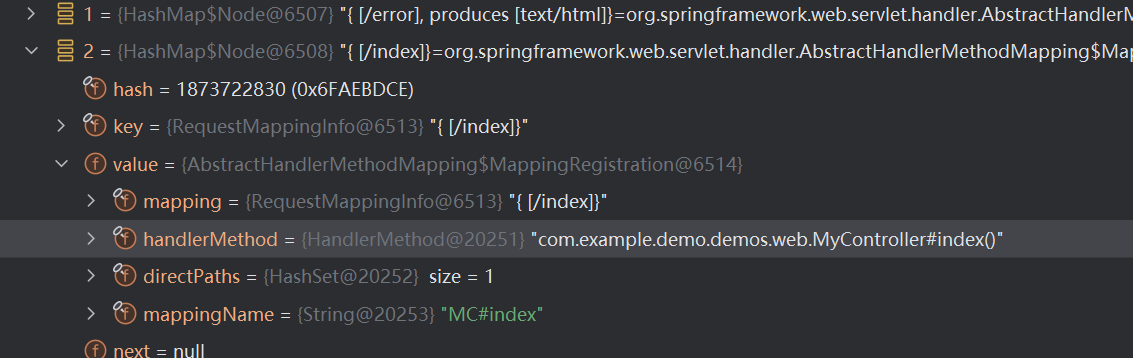 1 = {HashMap$Node@6507} "{ [/error], produces [text/html]}=org.springframework.web.servlet.handler.AbstractHandlerM
2 = {HashMap$Node@6508} "{ [/index]}=org.springframework.web.servlet.handler.AbstractHandlerMethodMapping$Map
hash = 1873722830 (0x6FAEBDCE)
key = {RequestMappingInfo@6513} "{ [/index]}"
value = {AbstractHandlerMethodMapping$MappingRegistration@6514}
mapping = {RequestMappingInfo@6513} "{ [/index]}"
handlerMethod = {HandlerMethod@20251} "com.example.demo.demos.web.MyController#index()"
directPaths = {HashSet@20252} size = 1
mappingName = {String@20253} "MC#index"
next = null